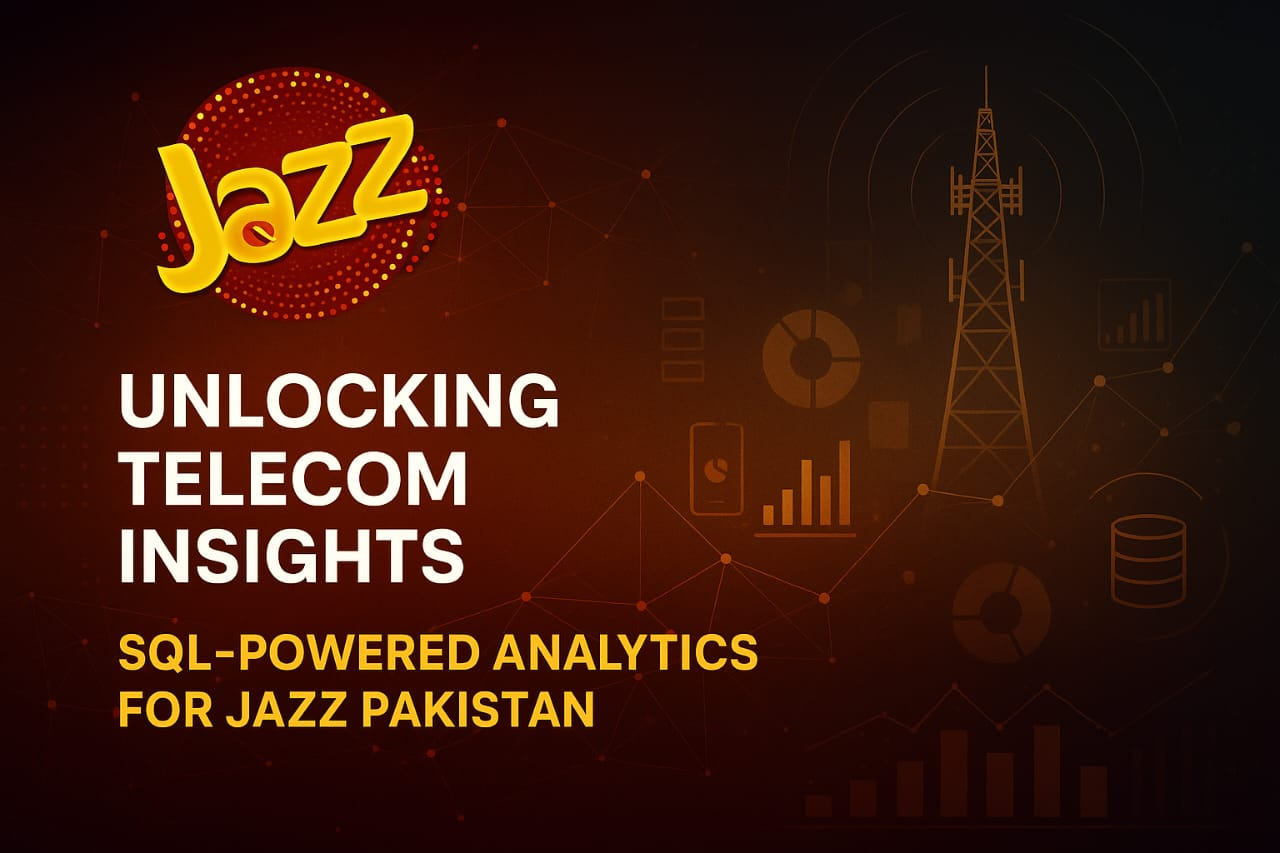 Jazz
UNLOCKING
TELECOM
INSIGHTS
SQL-POWERED ANALYTICS
FOR JAZZ PAKISTAN